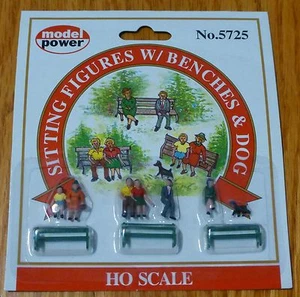 model
power
No.5725
SITTING FIGURES W/ BENCHES & DOG
HO SCALE